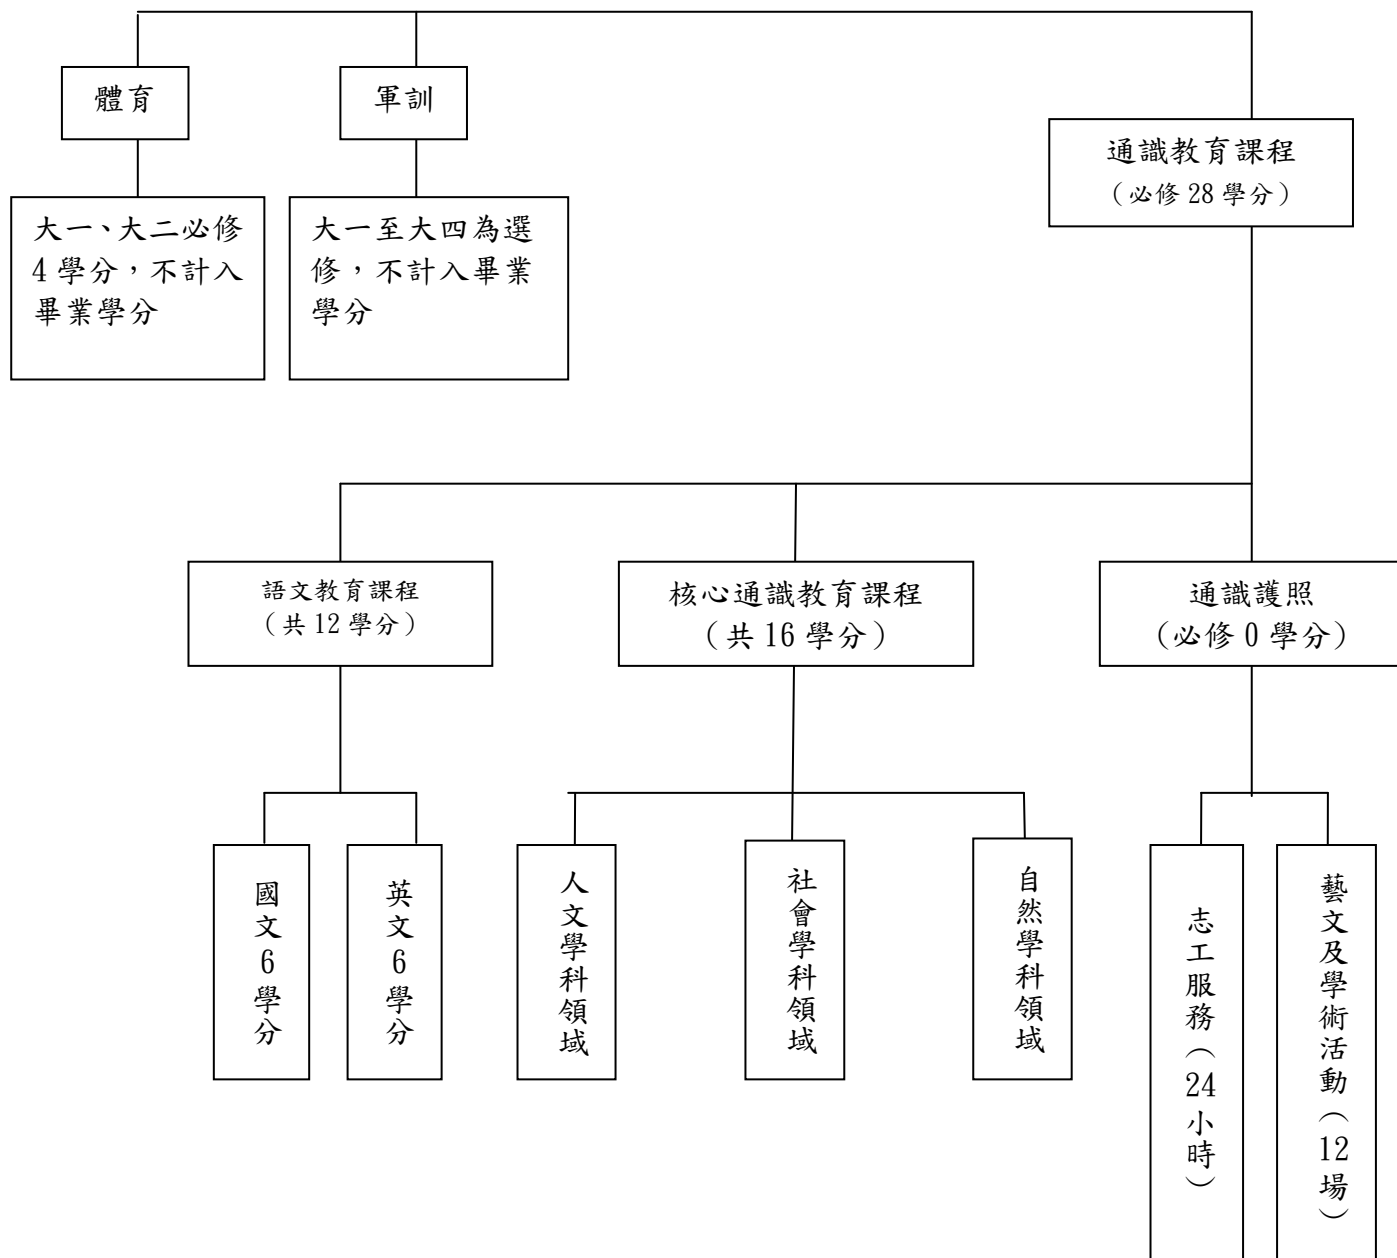 體育
軍訓
通識教育課程
（必修 28 學分）
大一、大二必修
4 學分，不計入
畢業學分
大一至大四為選
修，不計入畢業
學分
語文教育課程
（共 12 學分）
核心通識教育課程
（共 16 學分）
通識護照
（必修 0 學分）
國文6學分
英文6學分
人文學科領域
社會學科領域
自然學科領域
志工服務（24小時）
藝文及學術活動（12場）